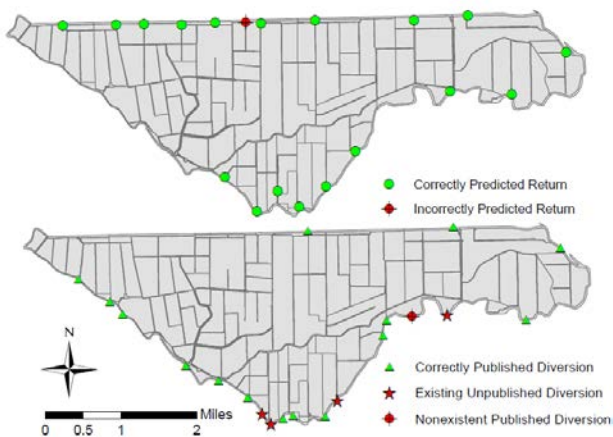 Correctly Predicted Return
Incorrectly Predicted Return
N
Correctly Published Diversion
Existing Unpublished Diversion
Nonexistent Published Diversion
Miles
0 0.5 1 2